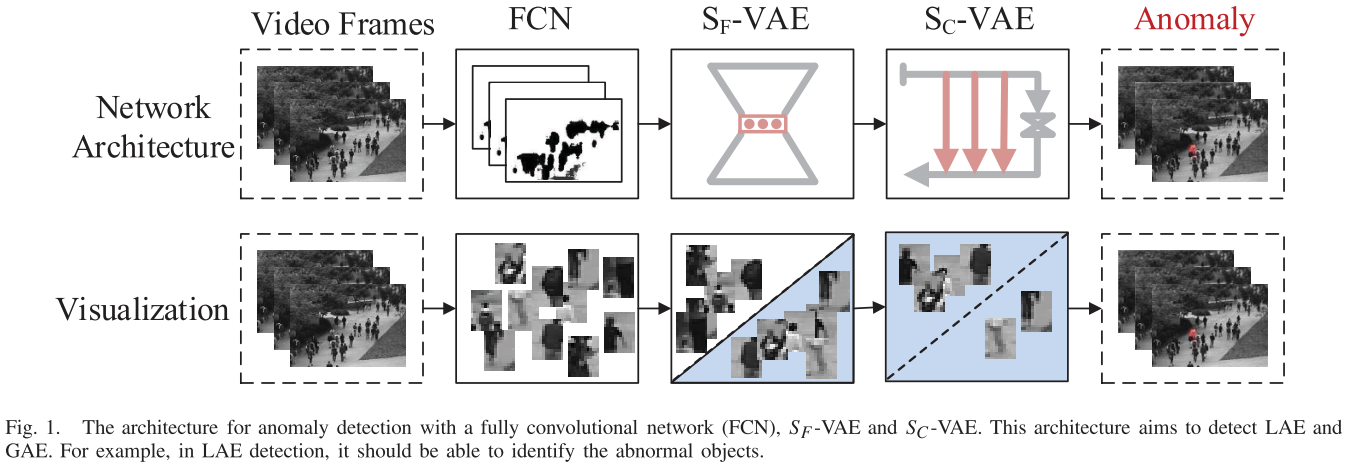 Video Frames FCN S_F-VAE S_C-VAE Anomaly
Network
Architecture
Visualization
Fig. 1. The architecture for anomaly detection with a fully convolutional network (FCN), S_F-VAE and S_C-VAE. This architecture aims to detect LAE and
GAE. For example, in LAE detection, it should be able to identify the abnormal objects.